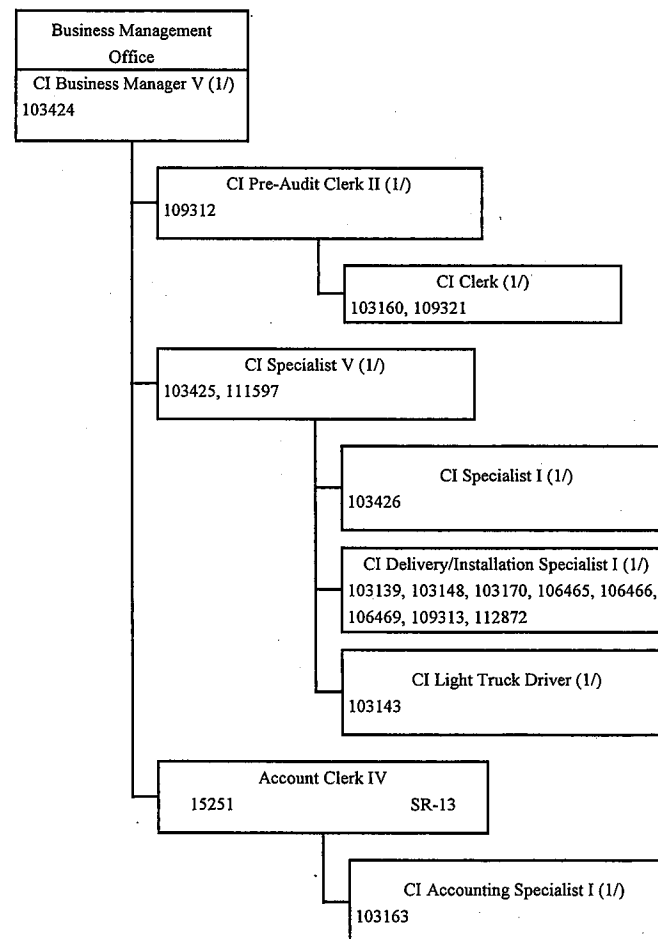 Business Management
Office
CI Business Manager V (1/)
103424
CI Pre-Audit Clerk II (1/)
109312
CI Clerk (1/)
103160, 109321
CI Specialist V (1/)
103425, 111597
CI Specialist I (1/)
103426
CI Delivery/Installation Specialist I (1/)
103139, 103148, 103170, 106465, 106466,
106469, 109313, 112872
CI Light Truck Driver (1/)
103143
Account Clerk IV
15251 SR-13
CI Accounting Specialist I (1/)
103163